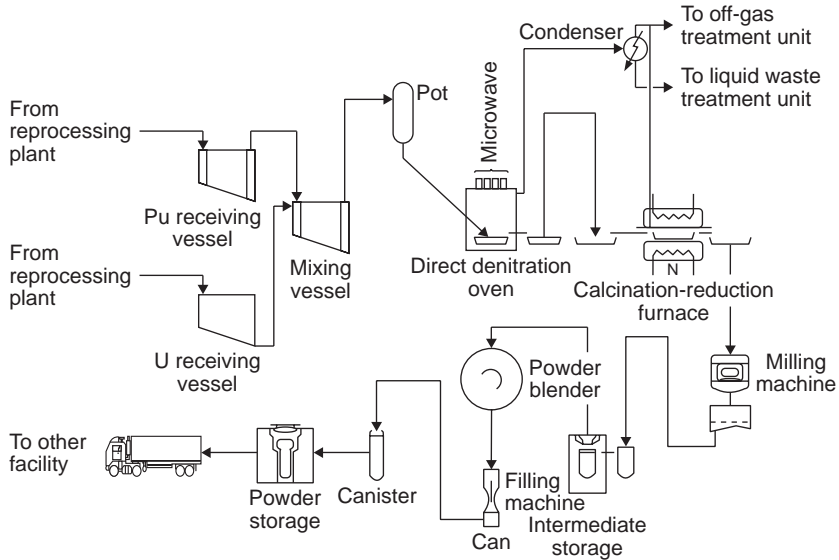 To off-gas
treatment unit
Condenser
To liquid waste
treatment unit
Pot
Microwave
From
reprocessing
plant
Pu receiving
vessel
Mixing
vessel
Direct denitration
oven
N
Calcination-reduction
furnace
From
reprocessing
plant
U receiving
vessel
Powder
blender
Milling
machine
To other
facility
Powder
storage
Canister
Filling
machine
Can
Intermediate
storage